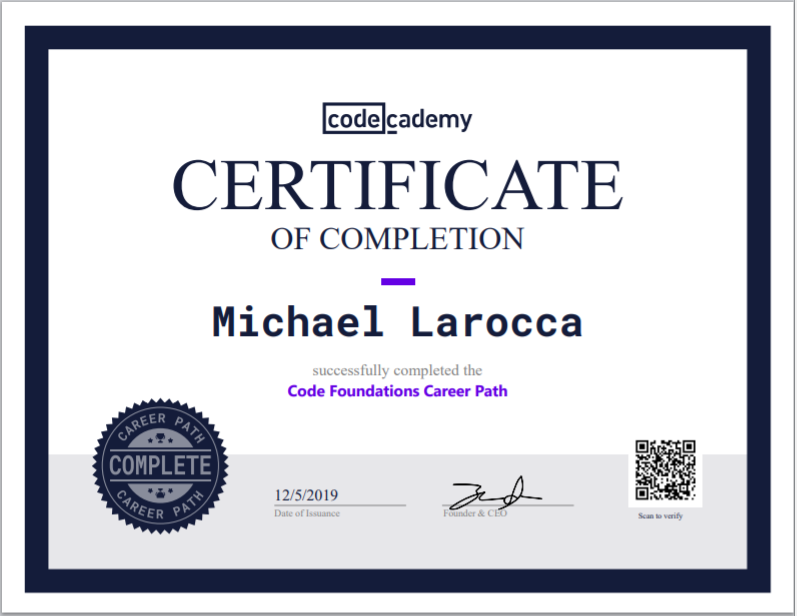 codecademy
CERTIFICATE
OF COMPLETION
Michael Larocca
successfully completed the
Code Foundations Career Path
CAREER PATH
COMPLETE
CAREER PATH
12/5/2019
Date of Issuance
Founder & CEO
Scan to verify